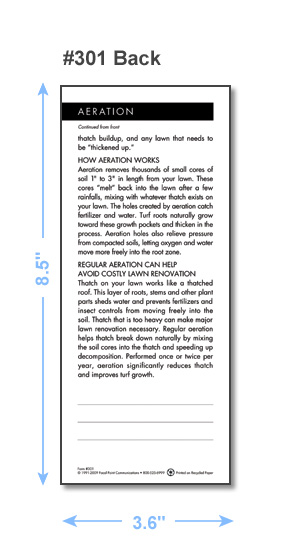 #301 Back
AERATION
Continued from front
thatch buildup, and any lawn that needs to
be "thickened up."
HOW AERATION WORKS
Aeration removes thousands of small cores of
soil 1" to 3" in length from your lawn. These
cores "melt" back into the lawn after a few
rainfalls, mixing with whatever thatch exists on
your lawn. The holes created by aeration catch
fertilizer and water. Turf roots naturally grow
toward these growth pockets and thicken in the
process. Aeration holes also relieve pressure
from compacted soils, letting oxygen and water
move more freely into the root zone.
REGULAR AERATION CAN HELP
AVOID COSTLY LAWN RENOVATION
Thatch on your lawn works like a thatched
roof. This layer of roots, stems and other plant
parts sheds water and prevents fertilizers and
insect controls from moving freely into the
soil. Thatch that is too heavy can make major
lawn renovation necessary. Regular aeration
helps thatch break down naturally by mixing
the soil cores into the thatch and speeding up
decomposition. Performed once or twice per
year, aeration significantly reduces thatch
and improves turf growth.
Form #301
© 1991-2009 Focal Point Communications • 800-525-6999 Printed on Recycled Paper
8.5"
3.6"